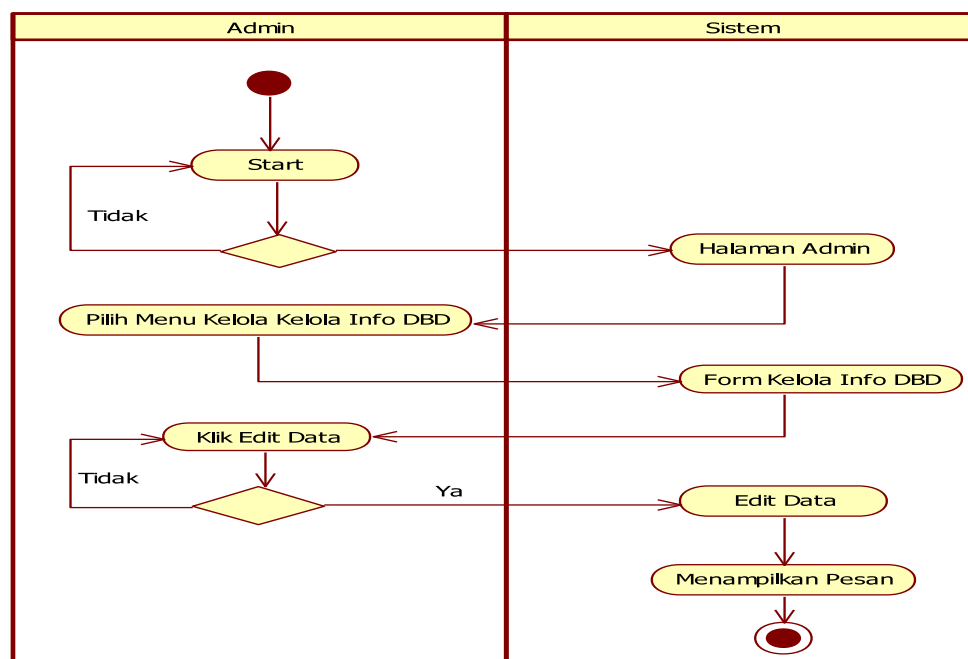 Admin
Sistem
Start
Tidak
Halaman Admin
Pilih Menu Kelola Kelola Info DBD
Form Kelola Info DBD
Klik Edit Data
Tidak
Ya
Edit Data
Menampilkan Pesan